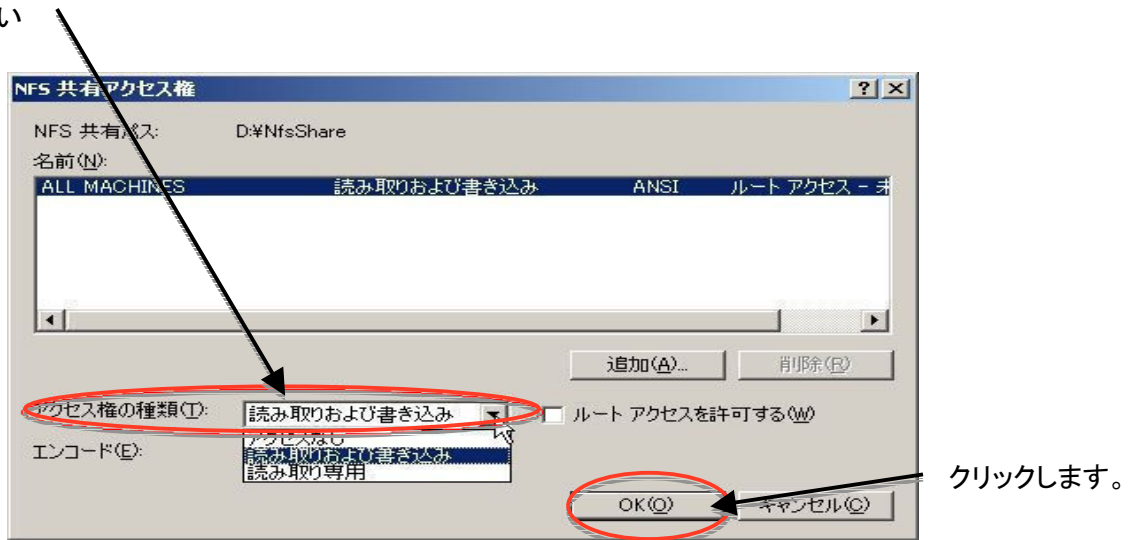 い
NFS 共有アクセス権
NFS 共有パス: D:¥NfsShare
名前(N):
ALL MACHINES 読み取りおよび書き込み ANSI ルート アクセス - 未
追加(A)... 削除(R)
アクセス権の種類(T): 読み取りおよび書き込み ルート アクセスを許可する(W)
アクセスなし
エンコード(E): 読み取りおよび書き込み
読み取り専用
クリックします。
OK(O) キャンセル(C)